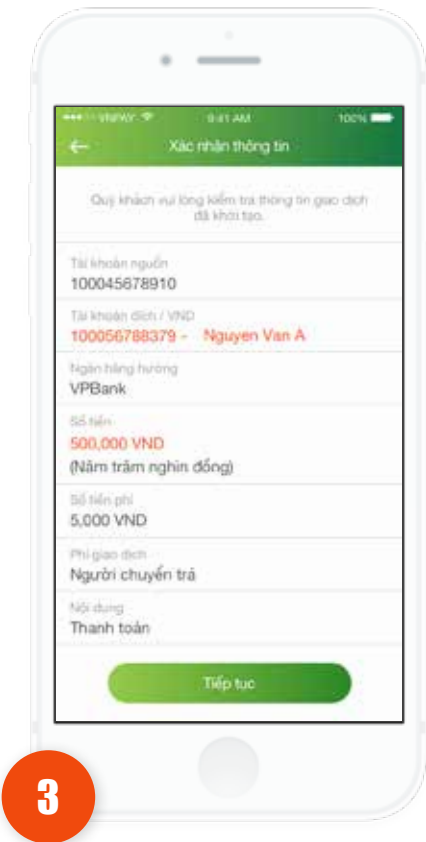 VNPAY 9:41 AM 100%
Xác nhận thông tin
Quý khách vui lòng kiểm tra thông tin giao dịch
đã khởi tạo.
Tài khoản nguồn
100045678910
Tài khoản đích / VND
100056788379 - Nguyen Van A
Ngân hàng hưởng
VPBank
Số tiền
500,000 VND
(Năm trăm nghìn đồng)
Số tiền phí
5,000 VND
Phí giao dịch
Người chuyển trả
Nội dung
Thanh toán
Tiếp tục
3